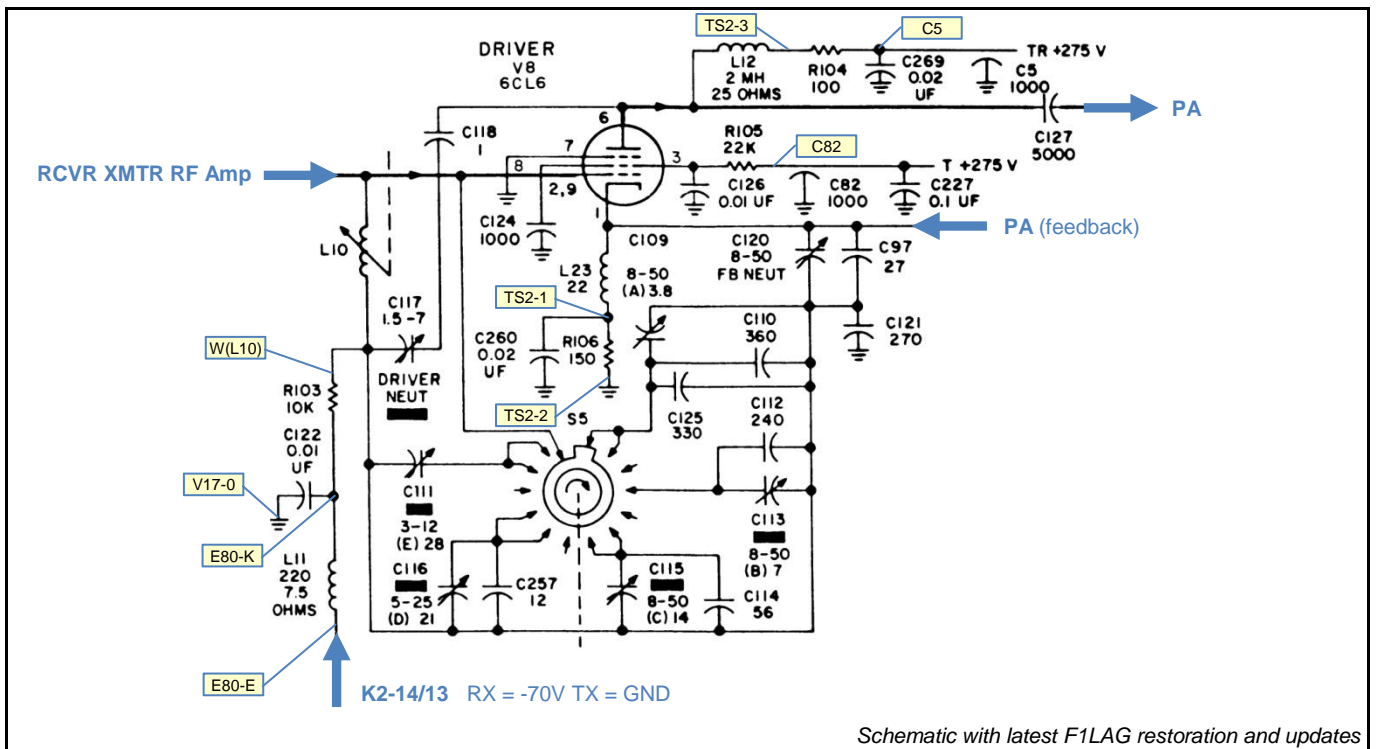 TS2-3
C5
DRIVER
V8
6CL6
L12
2 MH
25 OHMS
R104
100
C269
0.02
UF
TR +275 V
C5
1000
PA
C127
5000
C118
1
6
7
8
2,9
3
1
R105
22K
C82
T +275 V
C126
0.01 UF
C82
1000
C227
0.1 UF
RCVR XMTR RF Amp
C124
1000
PA (feedback)
L10
C109
8-50
(A) 3.8
C120
8-50
FB NEUT
C97
27
L23
22
TS2-1
C117
1.5-7
C260
0.02
UF
R106
150
C110
360
C121
270
W(L10)
DRIVER
NEUT
R103
10K
TS2-2
S5
C125
330
C112
240
C122
0.01
UF
V17-0
C111
3-12
(E) 28
C113
8-50
(B) 7
E80-K
L11
220
7.5
OHMS
C116
5-25
(D) 21
C257
12
C115
8-50
(C) 14
C114
56
E80-E
K2-14/13 RX = -70V TX = GND
Schematic with latest F1LAG restoration and updates